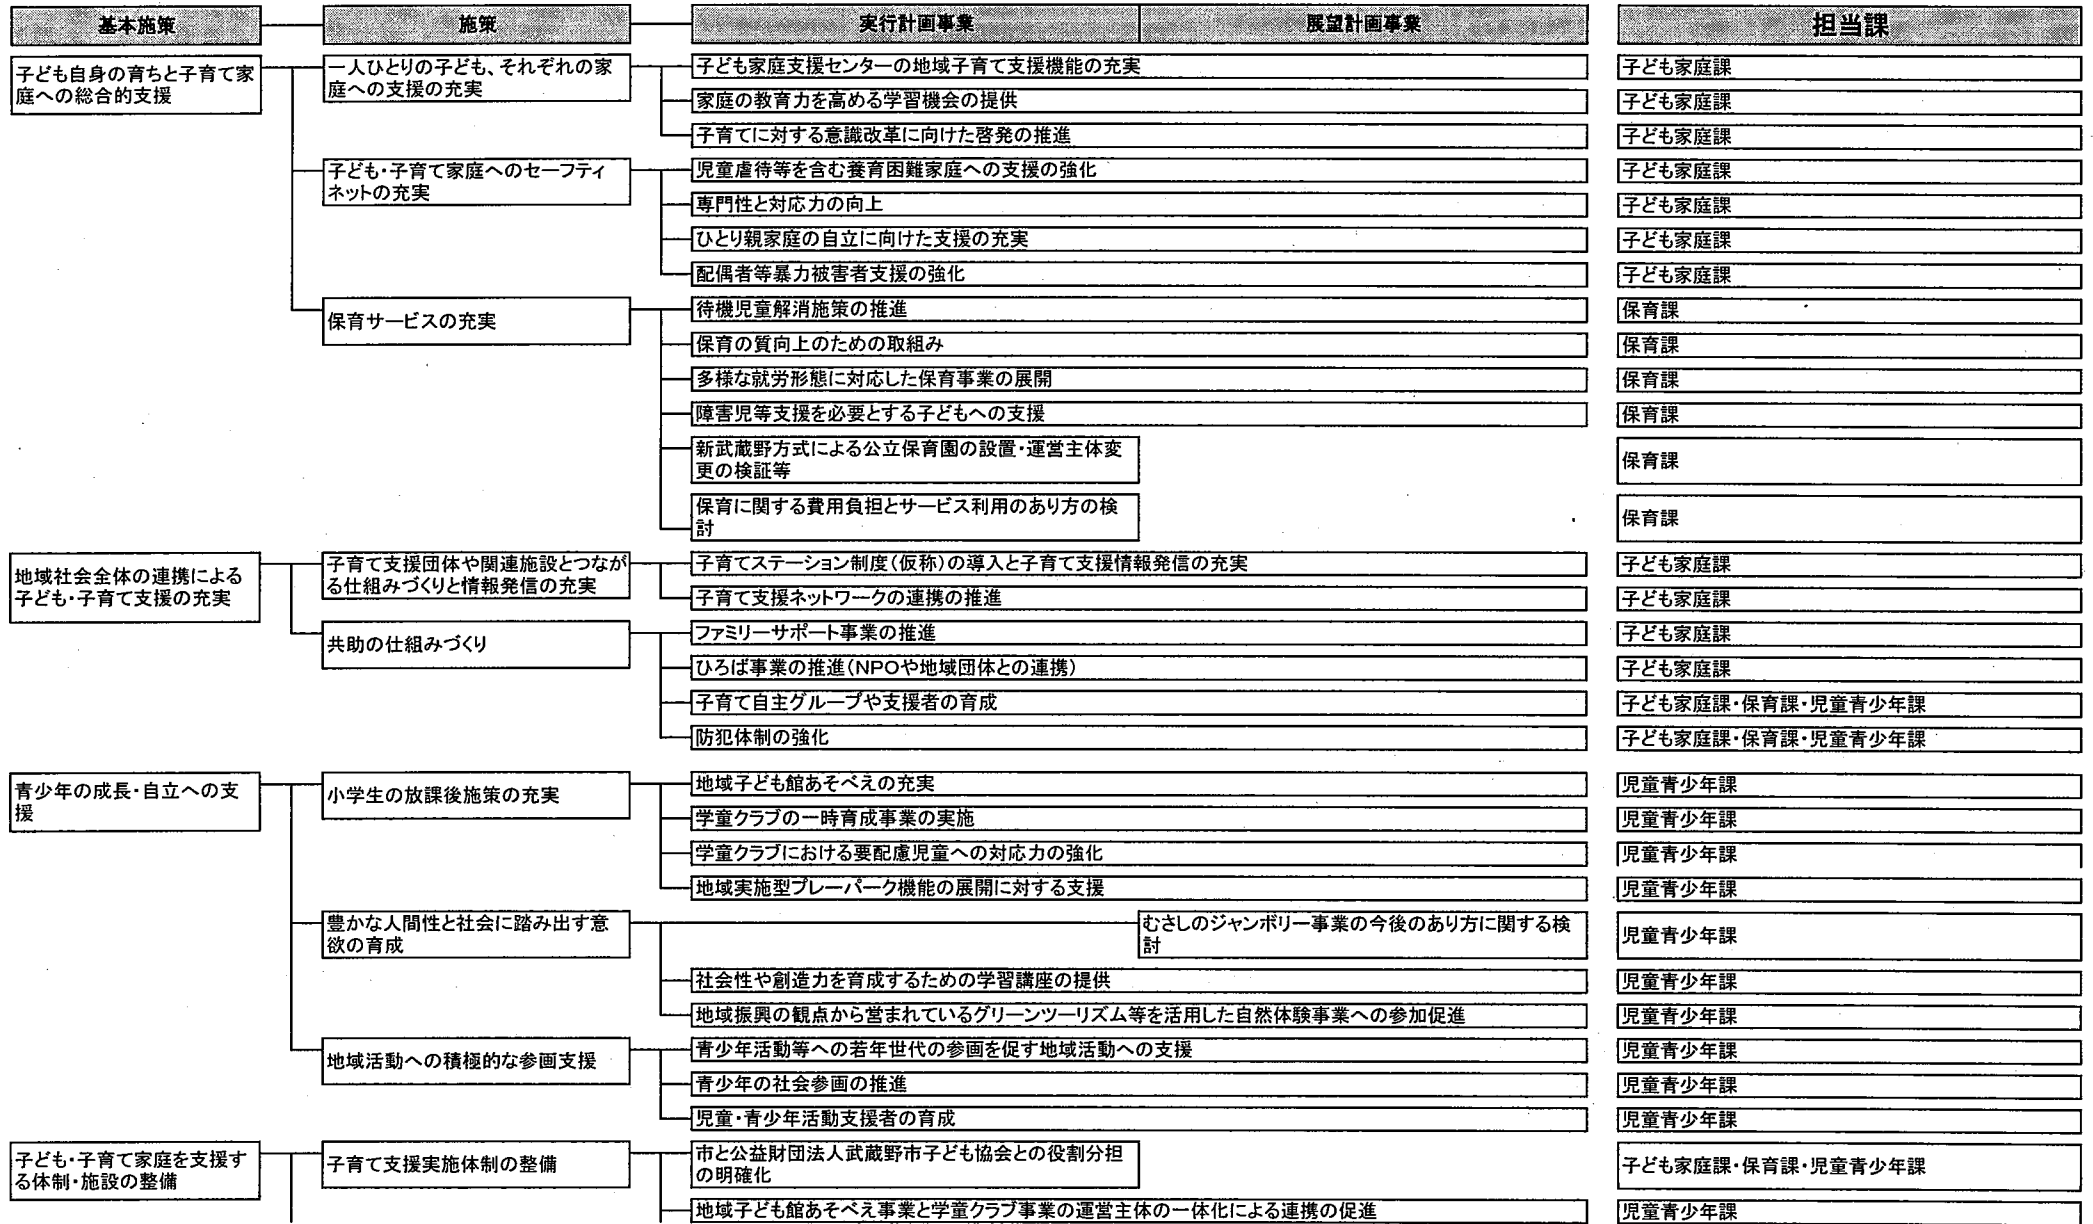 基本施策 施策 実行計画事業 展望計画事業 担当課
子ども自身の育ちと子育て家
庭への総合的支援
一人ひとりの子ども、それぞれの家
庭への支援の充実
子ども家庭支援センターの地域子育て支援機能の充実 子ども家庭課
家庭の教育力を高める学習機会の提供 子ども家庭課
子育てに対する意識改革に向けた啓発の推進 子ども家庭課
子ども・子育て家庭へのセーフティ
ネットの充実
児童虐待等を含む養育困難家庭への支援の強化 子ども家庭課
専門性と対応力の向上 子ども家庭課
ひとり親家庭の自立に向けた支援の充実 子ども家庭課
配偶者等暴力被害者支援の強化 子ども家庭課
保育サービスの充実
待機児童解消施策の推進 保育課
保育の質向上のための取組み 保育課
多様な就労形態に対応した保育事業の展開 保育課
障害児等支援を必要とする子どもへの支援 保育課
新武蔵野方式による公立保育園の設置・運営主体変
更の検証等
保育課
保育に関する費用負担とサービス利用のあり方の検
討
保育課
地域社会全体の連携による
子ども・子育て支援の充実
子育て支援団体や関連施設とつなが
る仕組みづくりと情報発信の充実
子育てステーション制度(仮称)の導入と子育て支援情報発信の充実 子ども家庭課
子育て支援ネットワークの連携の推進 子ども家庭課
共助の仕組みづくり
ファミリーサポート事業の推進 子ども家庭課
ひろば事業の推進(NPOや地域団体との連携) 子ども家庭課
子育て自主グループや支援者の育成 子ども家庭課・保育課・児童青少年課
防犯体制の強化 子ども家庭課・保育課・児童青少年課
青少年の成長・自立への支
援
小学生の放課後施策の充実
地域子ども館あそべえの充実 児童青少年課
学童クラブの一時育成事業の実施 児童青少年課
学童クラブにおける要配慮児童への対応力の強化 児童青少年課
地域実施型プレーパーク機能の展開に対する支援 児童青少年課
豊かな人間性と社会に踏み出す意
欲の育成
むさしのジャンボリー事業の今後のあり方に関する検
討
児童青少年課
社会性や創造力を育成するための学習講座の提供 児童青少年課
地域振興の観点から営まれているグリーンツーリズム等を活用した自然体験事業への参加促進 児童青少年課
地域活動への積極的な参画支援
青少年活動等への若年世代の参画を促す地域活動への支援 児童青少年課
青少年の社会参画の推進 児童青少年課
児童・青少年活動支援者の育成 児童青少年課
子ども・子育て家庭を支援す
る体制・施設の整備
子育て支援実施体制の整備
市と公益財団法人武蔵野市子ども協会との役割分担
の明確化
子ども家庭課・保育課・児童青少年課
地域子ども館あそべえ事業と学童クラブ事業の運営主体の一体化による連携の促進 児童青少年課